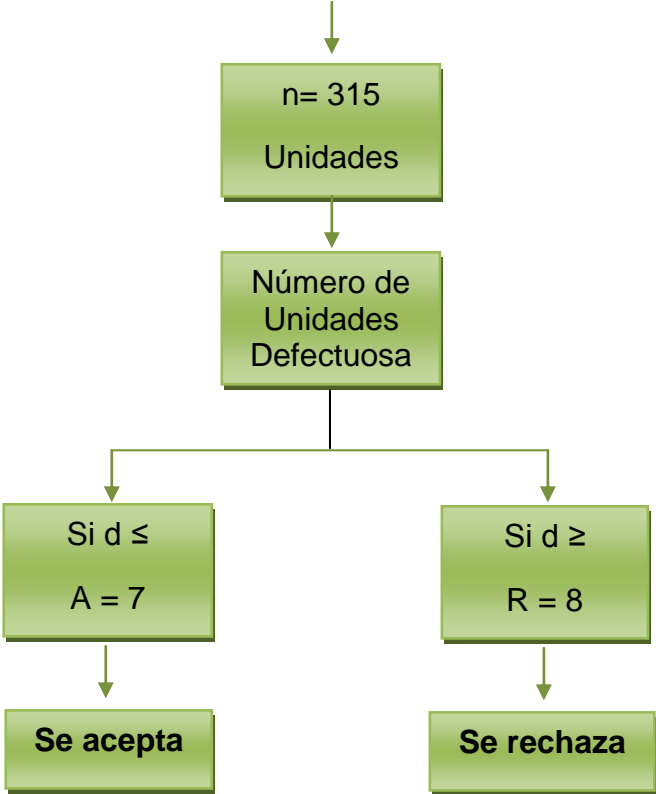 n= 315
Unidades
Número de
Unidades
Defectuosa
Si d ≤
A = 7
Si d ≥
R = 8
Se acepta
Se rechaza